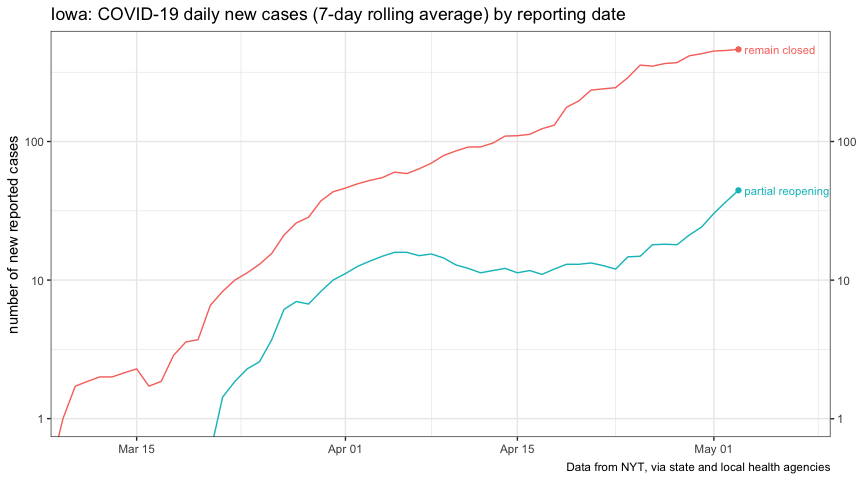 Iowa: COVID-19 daily new cases (7-day rolling average) by reporting date
number of new reported cases
100
10
1
100
10
1
remain closed
partial reopening
Mar 15
Apr 01
Apr 15
May 01
Data from NYT, via state and local health agencies